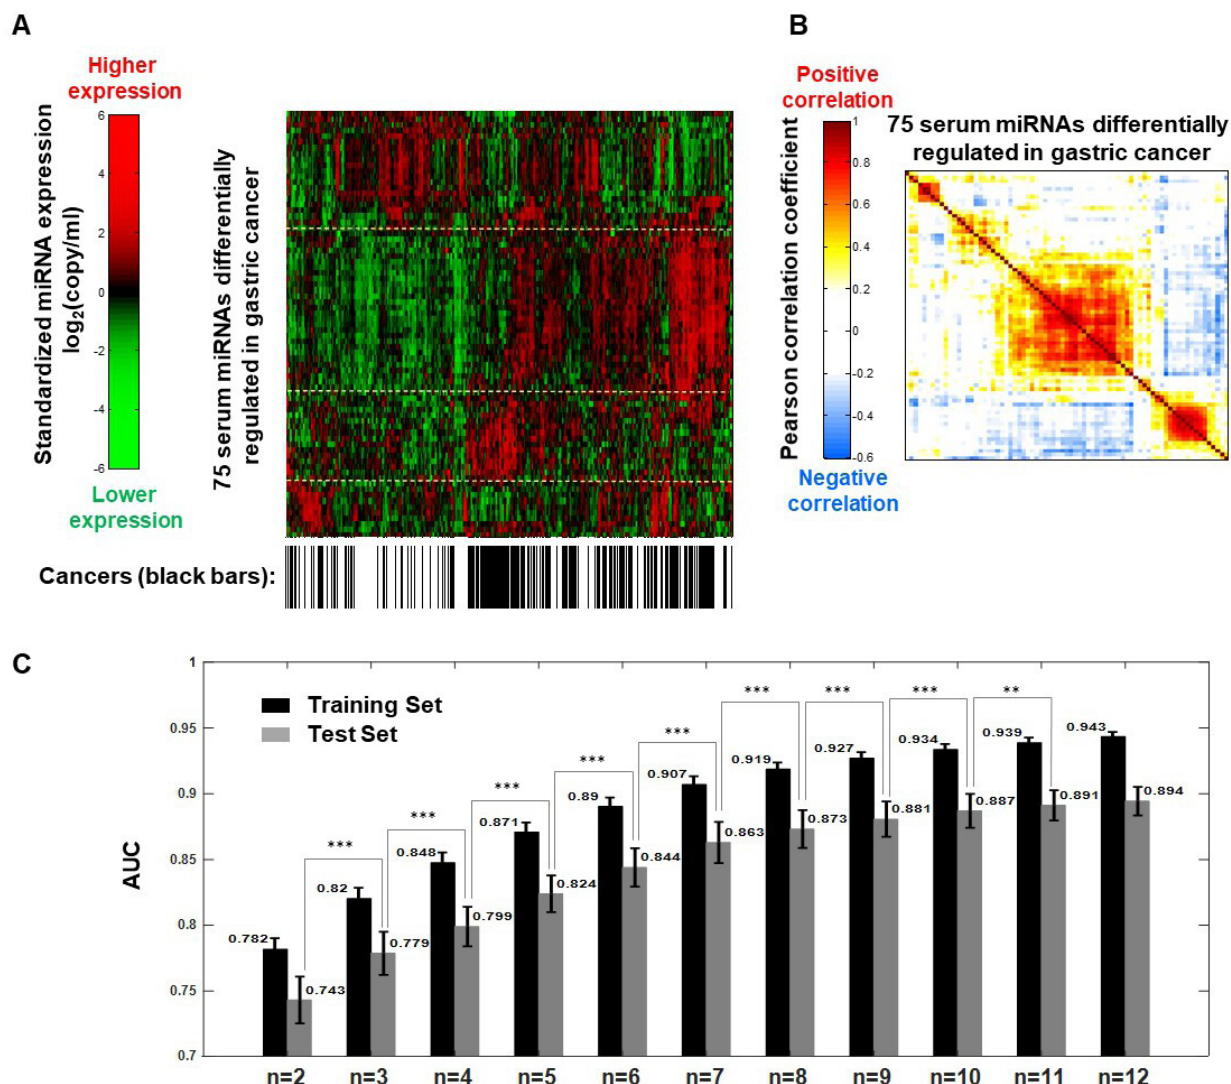 A
B
Higher
expression
Standardized miRNA expression
log2(copy/ml)
6
4
2
0
-2
-4
-6
Lower
expression
75 serum miRNAs differentially
regulated in gastric cancer
Cancers (black bars):
Positive
correlation
Pearson correlation coefficient
1
0.8
0.6
0.4
0.2
0
-0.2
-0.4
-0.6
Negative
correlation
75 serum miRNAs differentially
regulated in gastric cancer
C
AUC
1
0.95
0.9
0.85
0.8
0.75
0.7
Training Set
Test Set
*** *** *** *** *** *** *** *** **
0.782 0.82 0.848 0.871 0.89 0.907 0.919 0.927 0.934 0.939 0.943
0.743 0.779 0.799 0.824 0.844 0.863 0.873 0.881 0.887 0.891 0.894
n=2 n=3 n=4 n=5 n=6 n=7 n=8 n=9 n=10 n=11 n=12